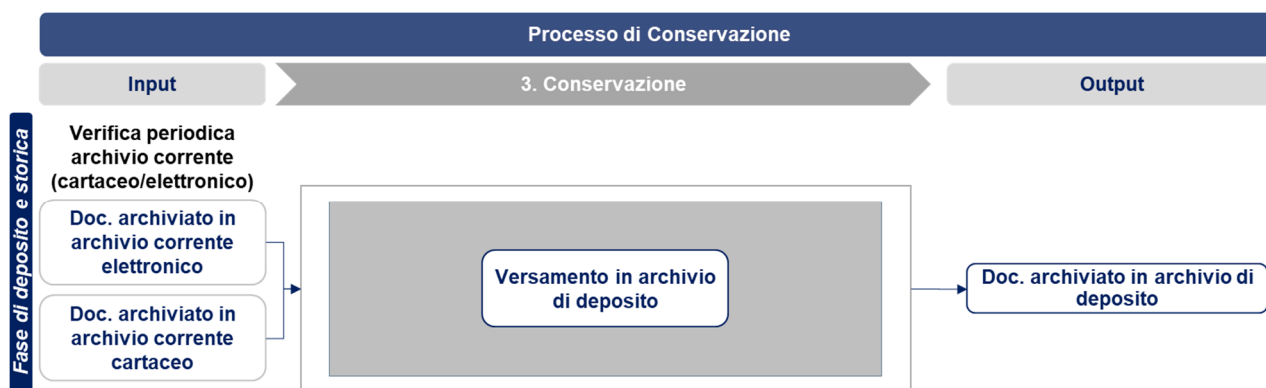 Processo di Conservazione
Input
3. Conservazione
Output
Fase di deposito e storica
Verifica periodica
archivio corrente
(cartaceo/elettronico)
Doc. archiviato in
archivio corrente
elettronico
Doc. archiviato in
archivio corrente
cartaceo
Versamento in archivio
di deposito
Doc. archiviato in archivio di
deposito